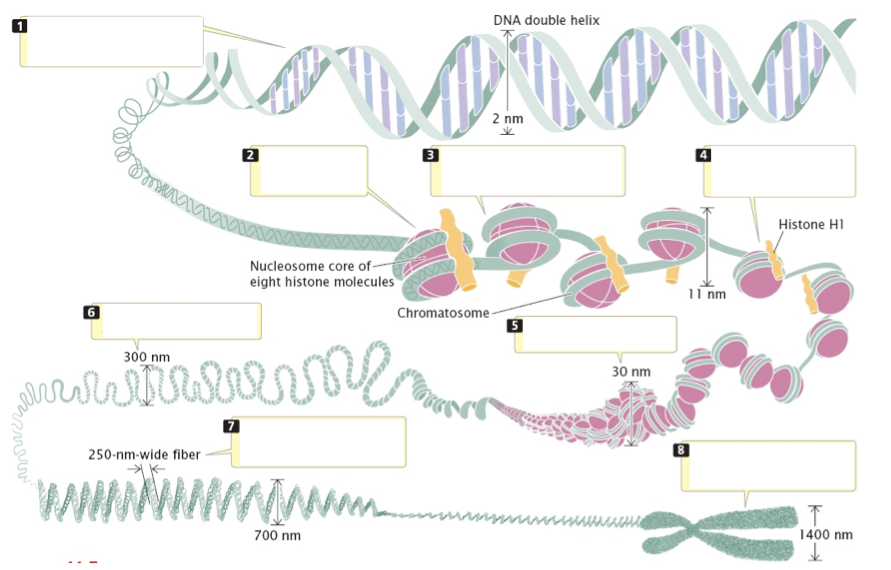 1
DNA double helix
2 nm
2
3
4
Histone H1
Nucleosome core of
eight histone molecules
11 nm
Chromatosome
5
6
300 nm
30 nm
7
250-nm-wide fiber
8
700 nm
1400 nm